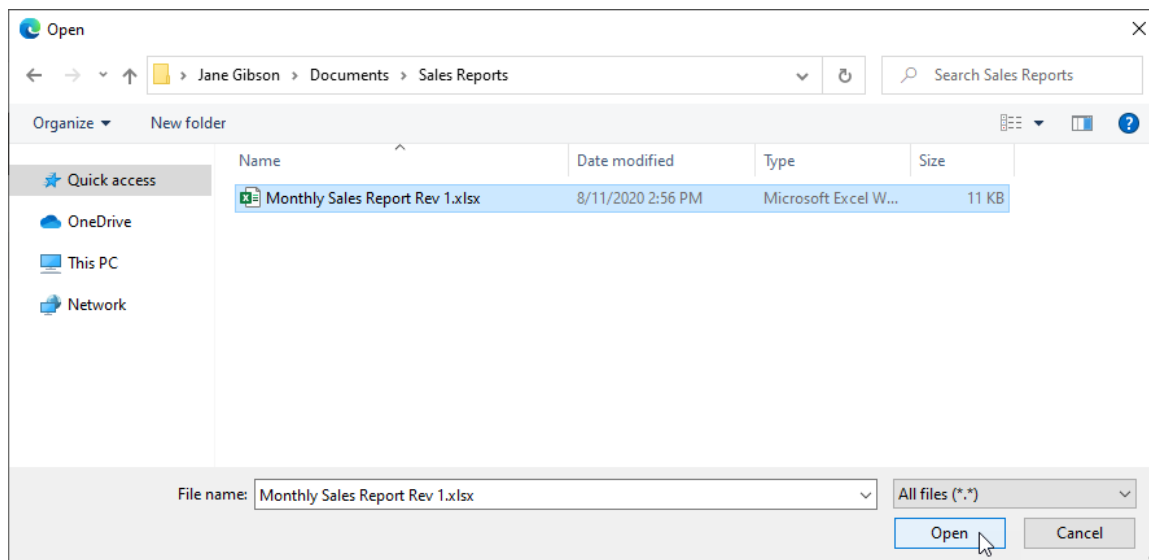 Open
Jane Gibson > Documents > Sales Reports
Search Sales Reports
Organize
New folder
Name Date modified Type Size
Quick access
Monthly Sales Report Rev 1.xlsx 8/11/2020 2:56 PM Microsoft Excel W... 11 KB
OneDrive
This PC
Network
File name: Monthly Sales Report Rev 1.xlsx All files (*.*)
Open Cancel